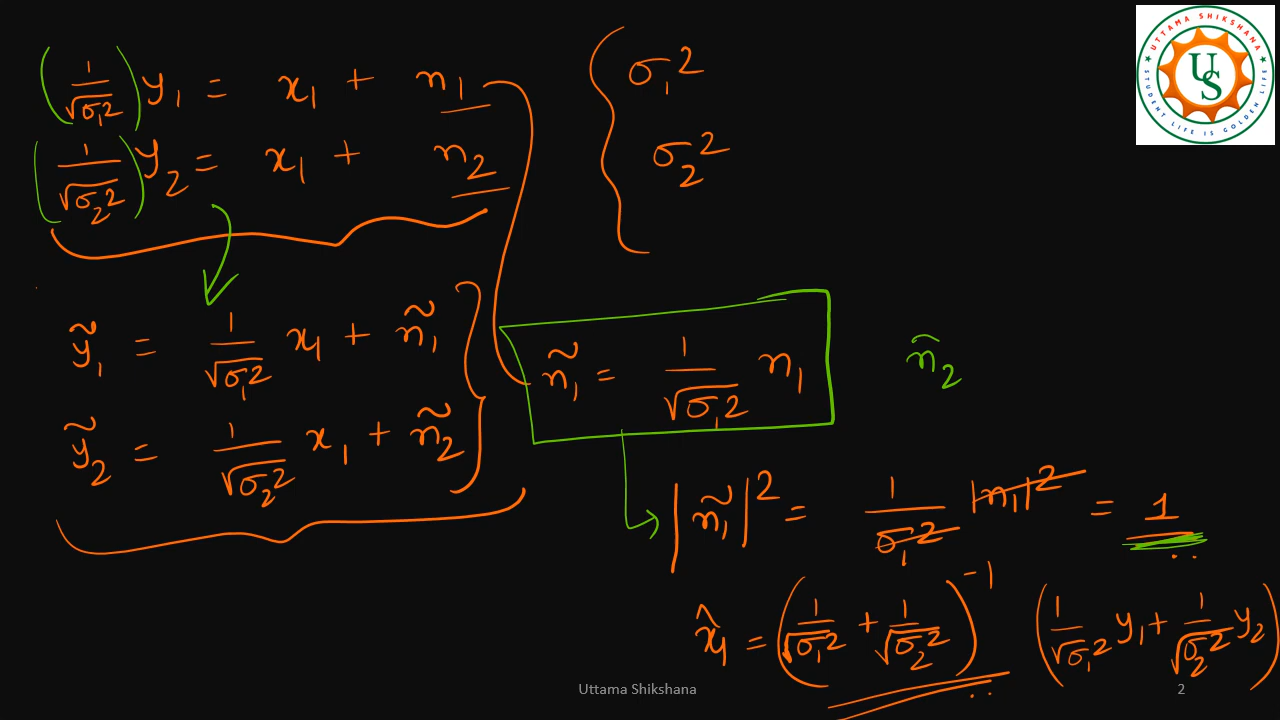 (1/√σ₁²) y₁ = x₁ + n₁
(1/√σ₂²) y₂ = x₁ + n₂
σ₁²
σ₂²
ỹ₁ = 1/√σ₁² x₁ + ñ₁
ỹ₂ = 1/√σ₂² x₁ + ñ₂
ñ₁ = 1/√σ₁² n₁
n̂₂
|ñ₁|² = 1/σ₁² |n₁|² = 1
x̂₁ = (1/√σ₁² + 1/√σ₂²)⁻¹ (1/√σ₁² y₁ + 1/√σ₂² y₂)
UTTAMA SHIKSHANA
US
STUDENT LIFE IS GOLDEN LIFE
Uttama Shikshana
2